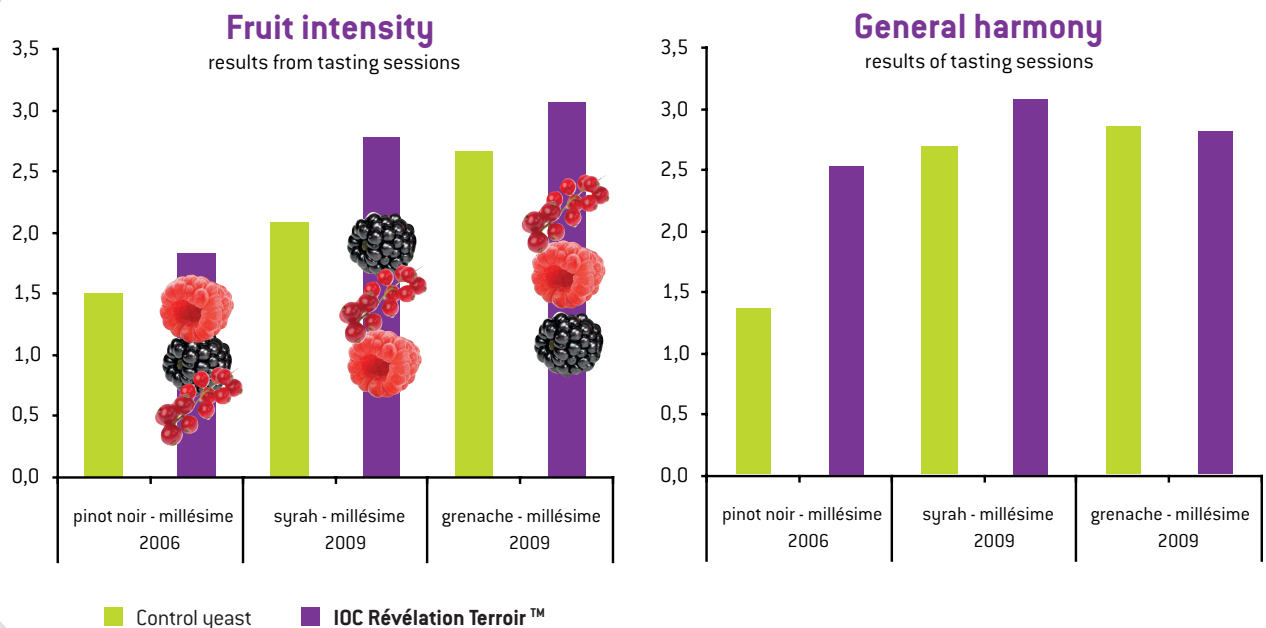 Fruit intensity
results from tasting sessions
3,5
3,0
2,5
2,0
1,5
1,0
0,5
0,0
pinot noir - millésime
2006
syrah - millésime
2009
grenache - millésime
2009
General harmony
results of tasting sessions
3,5
3,0
2,5
2,0
1,5
1,0
0,5
0,0
pinot noir - millésime
2006
syrah - millésime
2009
grenache - millésime
2009
Control yeast
IOC Révélation Terroir ™